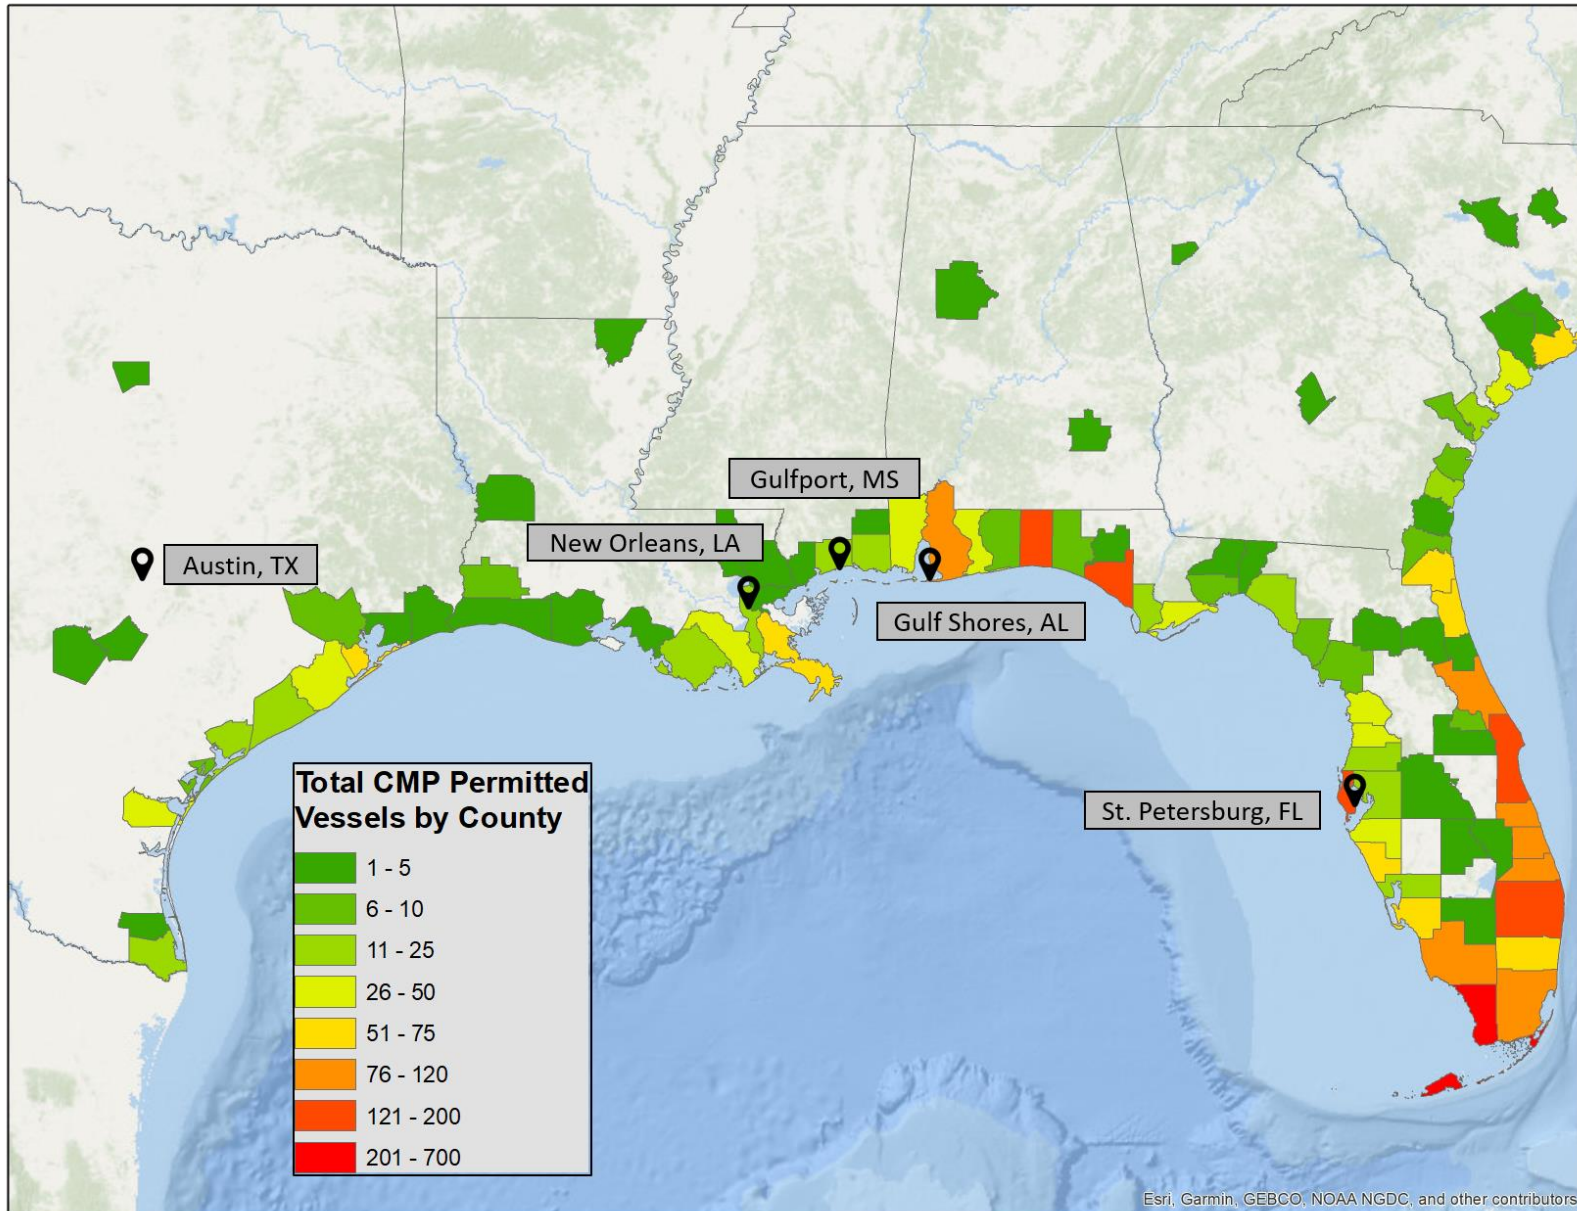 Gulfport, MS
New Orleans, LA
Austin, TX
Gulf Shores, AL
St. Petersburg, FL
Total CMP Permitted
Vessels by County
1 - 5
6 - 10
11 - 25
26 - 50
51 - 75
76 - 120
121 - 200
201 - 700
Esri, Garmin, GEBCO, NOAA NGDC, and other contributors